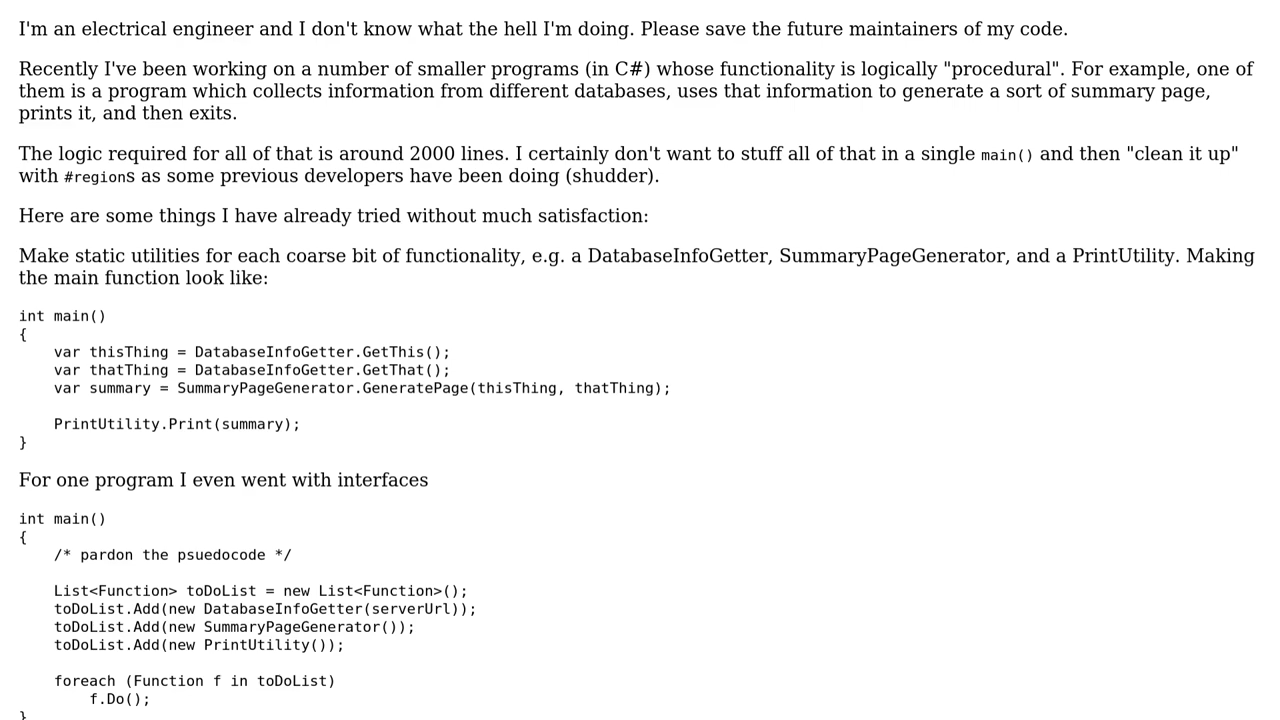 I'm an electrical engineer and I don't know what the hell I'm doing. Please save the future maintainers of my code.
Recently I've been working on a number of smaller programs (in C#) whose functionality is logically "procedural". For example, one of
them is a program which collects information from different databases, uses that information to generate a sort of summary page,
prints it, and then exits.
The logic required for all of that is around 2000 lines. I certainly don't want to stuff all of that in a single main() and then "clean it up"
with #regions as some previous developers have been doing (shudder).
Here are some things I have already tried without much satisfaction:
Make static utilities for each coarse bit of functionality, e.g. a DatabaseInfoGetter, SummaryPageGenerator, and a PrintUtility. Making
the main function look like:
int main()
{
    var thisThing = DatabaseInfoGetter.GetThis();
    var thatThing = DatabaseInfoGetter.GetThat();
    var summary = SummaryPageGenerator.GeneratePage(thisThing, thatThing);

    PrintUtility.Print(summary);
}
For one program I even went with interfaces
int main()
{
    /* pardon the psuedocode */

    List<Function> toDoList = new List<Function>();
    toDoList.Add(new DatabaseInfoGetter(serverUrl));
    toDoList.Add(new SummaryPageGenerator());
    toDoList.Add(new PrintUtility());

    foreach (Function f in toDoList)
        f.Do();
}